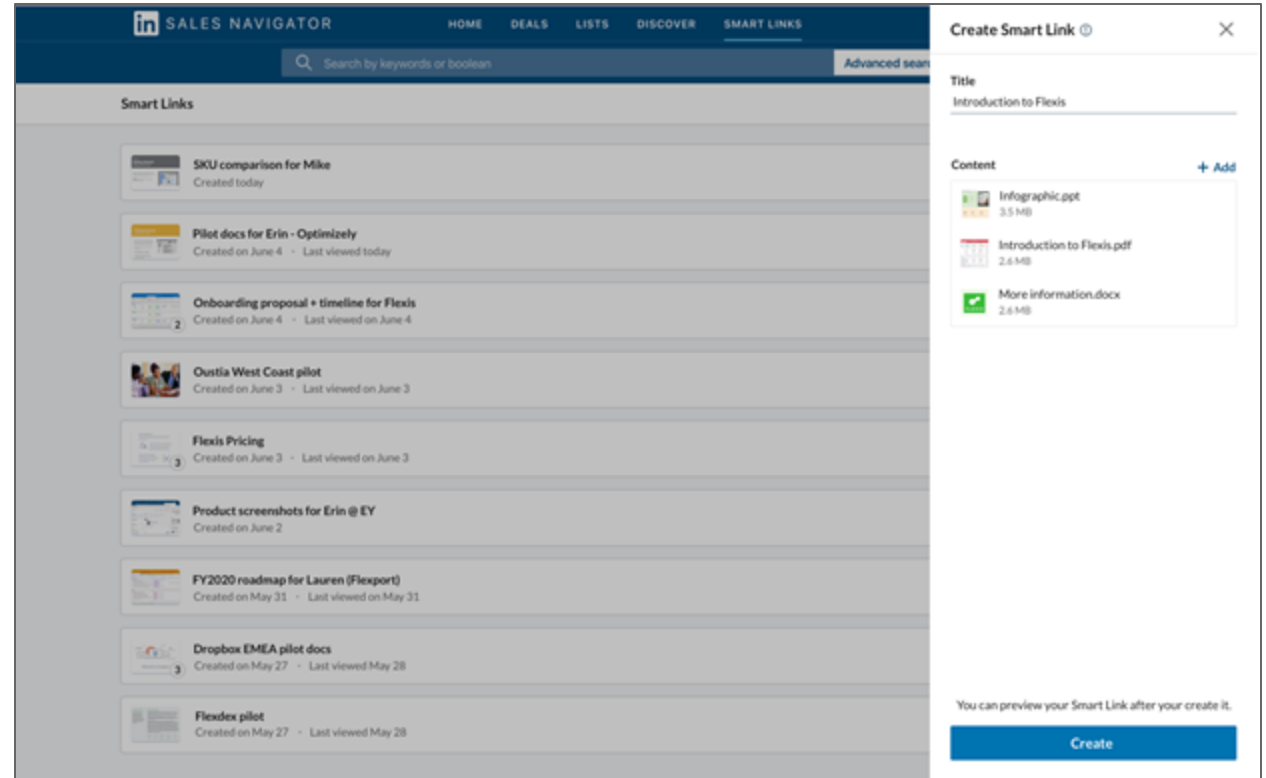 in SALES NAVIGATOR HOME DEALS LISTS DISCOVER SMART LINKS
Search by keywords or boolean Advanced sear
Smart Links
SKU comparison for Mike
Created today
Pilot docs for Erin - Optimizely
Created on June 4 · Last viewed today
Onboarding proposal + timeline for Flexis
2 Created on June 4 · Last viewed on June 4
Oustia West Coast pilot
Created on June 3 · Last viewed on June 3
Flexis Pricing
3 Created on June 3 · Last viewed on June 3
Product screenshots for Erin @ EY
Created on June 2
FY2020 roadmap for Lauren (Flexport)
Created on May 31 · Last viewed on May 31
Dropbox EMEA pilot docs
3 Created on May 27 · Last viewed May 28
Flexdex pilot
Created on May 27 · Last viewed May 28
Create Smart Link
Title
Introduction to Flexis
Content + Add
Infographic.ppt
3.5 MB
Introduction to Flexis.pdf
2.6 MB
More information.docx
2.6 MB
You can preview your Smart Link after your create it.
Create